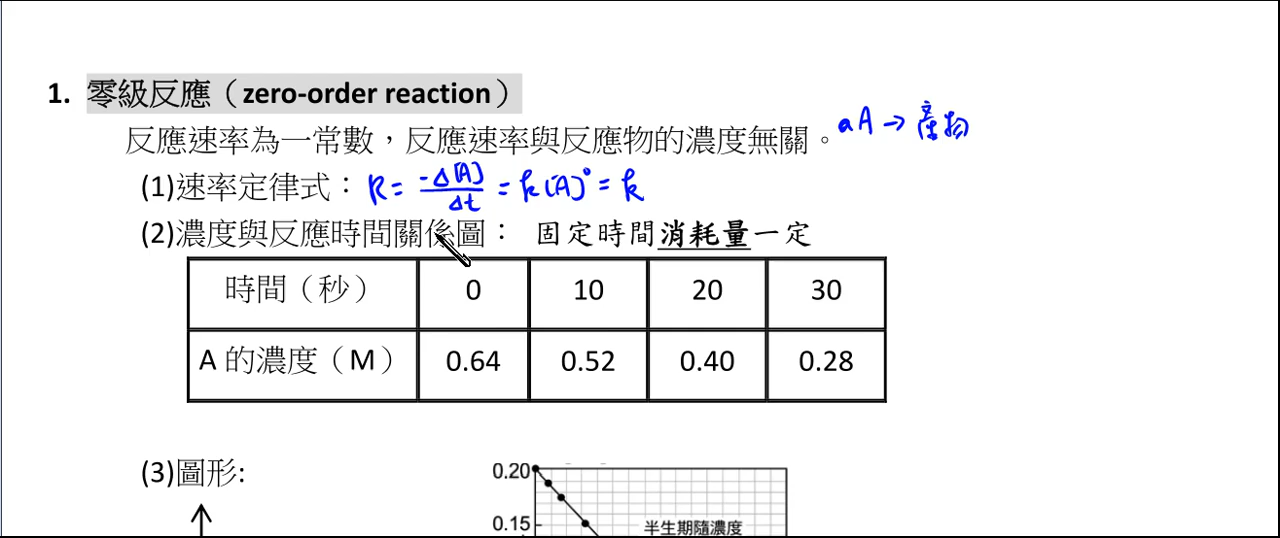 1. 零級反應（zero-order reaction）
反應速率為一常數，反應速率與反應物的濃度無關。 aA → 產物
(1)速率定律式： R = -Δ[A]/Δt = k[A]⁰ = k
(2)濃度與反應時間關係圖： 固定時間消耗量一定
時間（秒） 0 10 20 30
A 的濃度（M） 0.64 0.52 0.40 0.28
(3)圖形:
0.20
0.15
半生期隨濃度